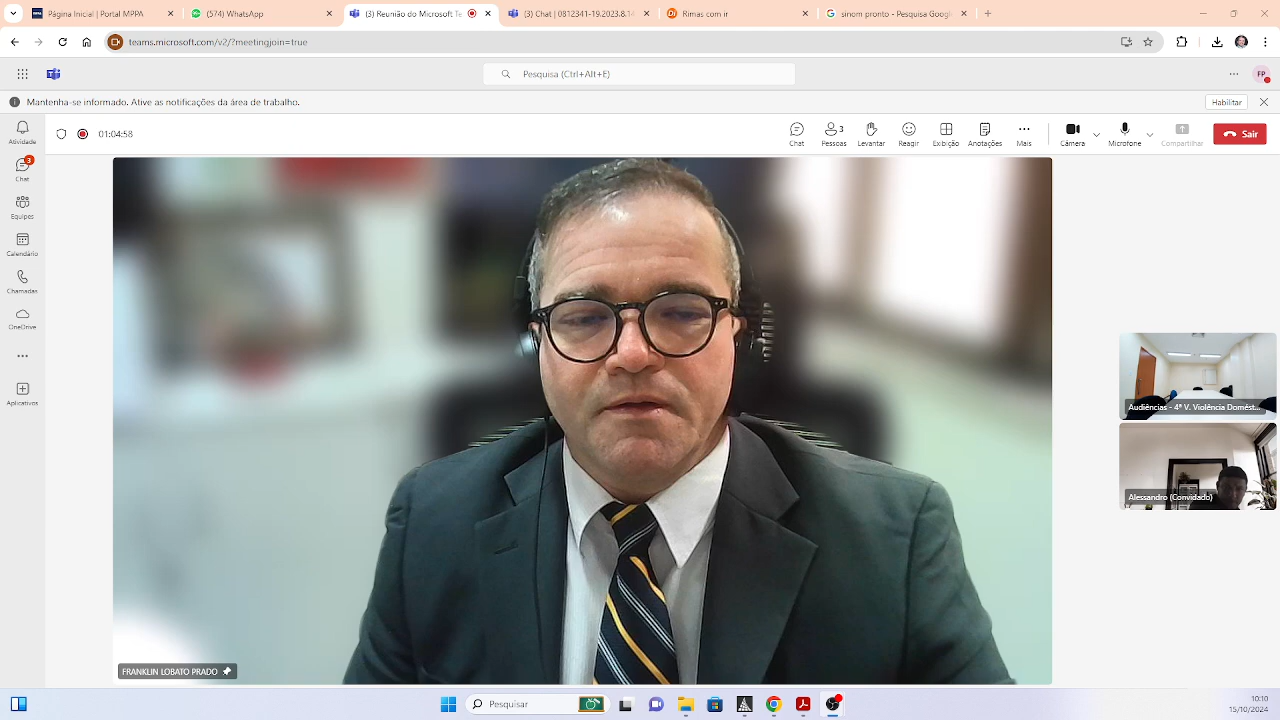 Página Inicial | Portal MPPA
(574) WhatsApp
(3) Reunião do Microsoft Te
(3) Chat | 0812341-19.2023.8.14
Rimas com ir
sinom pronto - Pesquisa Googl
teams.microsoft.com/v2/?meetingjoin=true
Pesquisa (Ctrl+Alt+E)
FP
Mantenha-se informado. Ative as notificações da área de trabalho.
Habilitar
Atividade
3
Chat
Equipes
Calendário
Chamadas
OneDrive
Aplicativos
01:04:58
Chat
3
Pessoas
Levantar
Reagir
Exibição
Anotações
Mais
Câmera
Microfone
Compartilhar
Sair
Audiências - 4ª V. Violência Domést...
Alessandro (Convidado)
FRANKLIN LOBATO PRADO
Pesquisar
10:10
15/10/2024